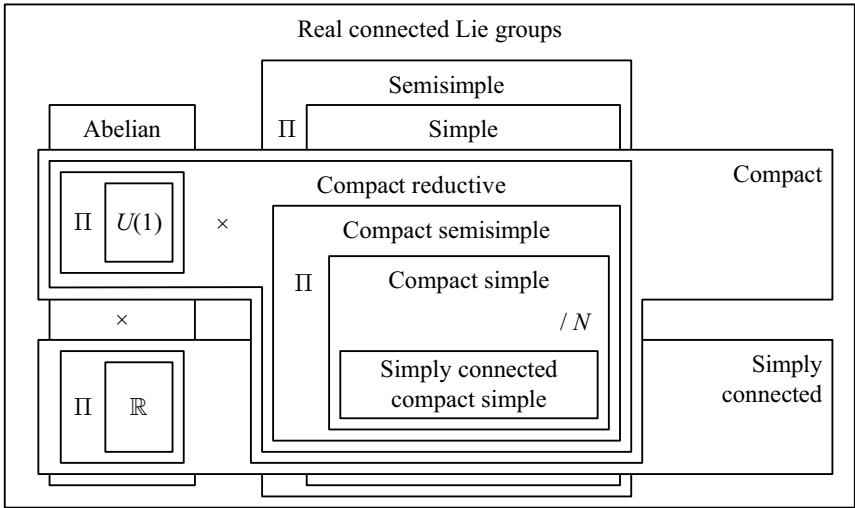 Real connected Lie groups
Semisimple
Abelian
Π
Simple
Compact
Compact reductive
Π
U(1)
×
Compact semisimple
Π
Compact simple
/ N
×
Simply connected
compact simple
Simply
connected
Π
ℝ